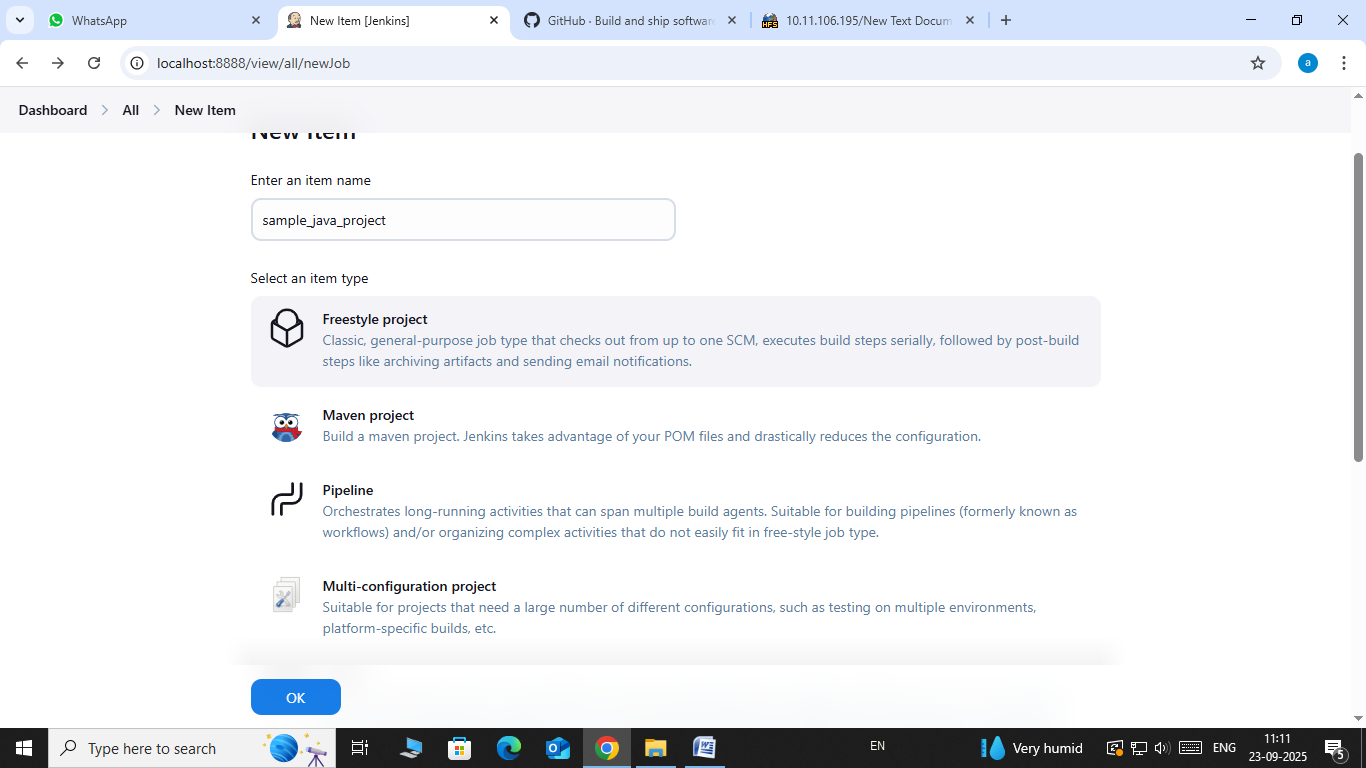 WhatsApp
New Item [Jenkins]
GitHub · Build and ship software
HFS
10.11.106.195/New Text Docum
localhost:8888/view/all/newJob
a
Dashboard
All
New Item
New Item
Enter an item name
sample_java_project
Select an item type
Freestyle project
Classic, general-purpose job type that checks out from up to one SCM, executes build steps serially, followed by post-build
steps like archiving artifacts and sending email notifications.
Maven project
Build a maven project. Jenkins takes advantage of your POM files and drastically reduces the configuration.
Pipeline
Orchestrates long-running activities that can span multiple build agents. Suitable for building pipelines (formerly known as
workflows) and/or organizing complex activities that do not easily fit in free-style job type.
Multi-configuration project
Suitable for projects that need a large number of different configurations, such as testing on multiple environments,
platform-specific builds, etc.
OK
Type here to search
EN
Very humid
ENG
11:11
23-09-2025
5